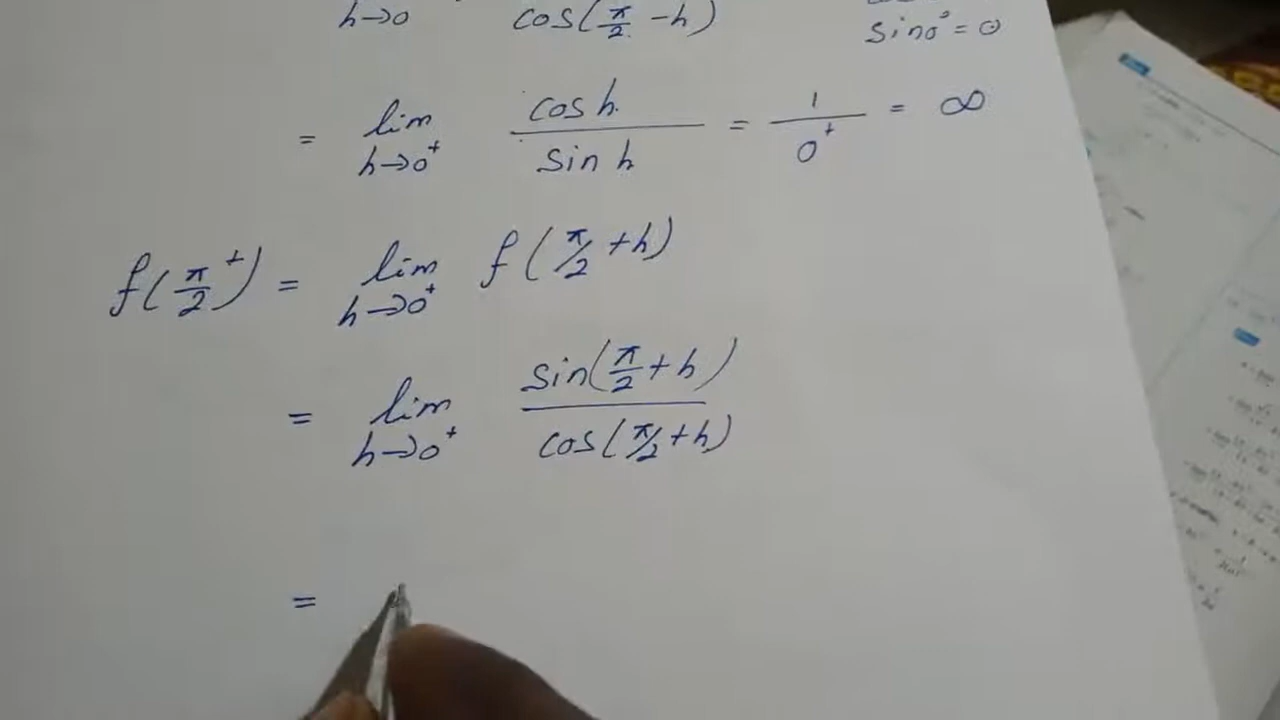 h→0 cos(π/2 - h) sin0° = 0
= lim h→0⁺ cos h / sin h = 1/0⁺ = ∞
f(π/2⁺) = lim h→0⁺ f(π/2 + h)
= lim h→0⁺ sin(π/2 + h) / cos(π/2 + h)
=